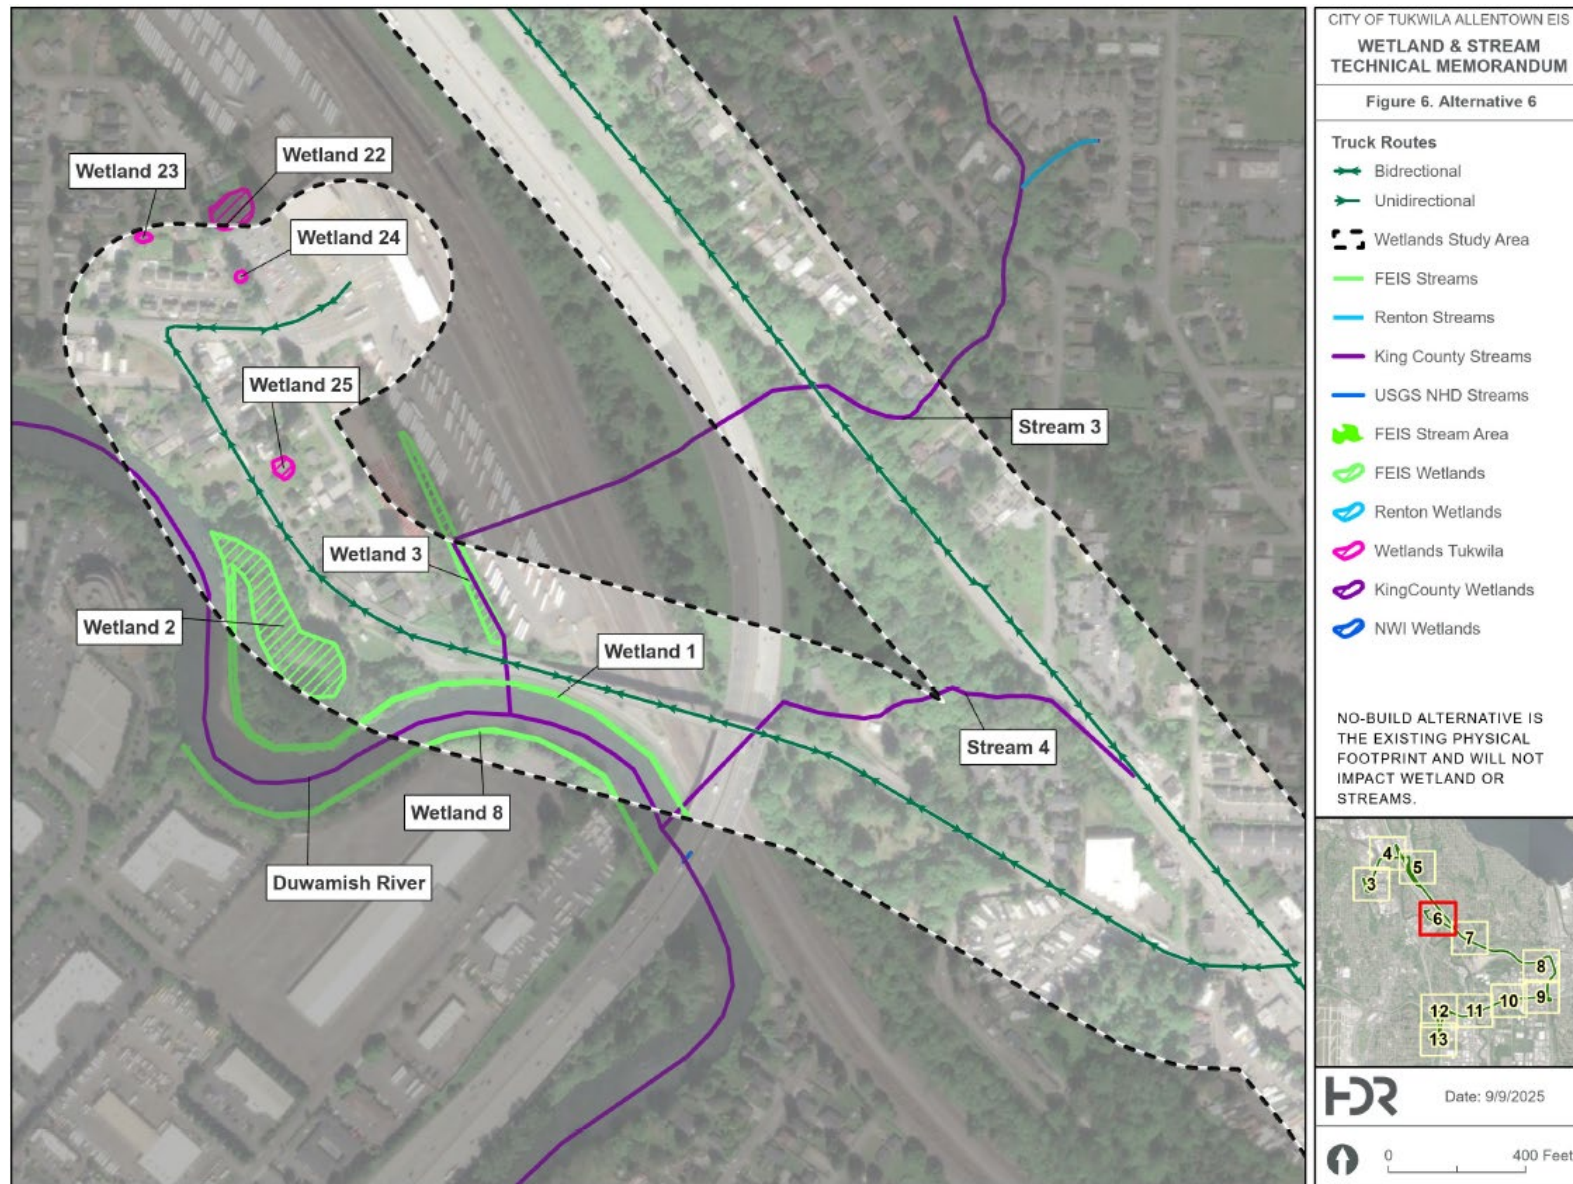 Wetland 23
Wetland 22
Wetland 24
Wetland 25
Stream 3
Wetland 3
Wetland 2
Wetland 1
Stream 4
Wetland 8
Duwamish River
CITY OF TUKWILA ALLENTOWN EIS
WETLAND & STREAM
TECHNICAL MEMORANDUM
Figure 6. Alternative 6
Truck Routes
Bidrectional
Unidirectional
Wetlands Study Area
FEIS Streams
Renton Streams
King County Streams
USGS NHD Streams
FEIS Stream Area
FEIS Wetlands
Renton Wetlands
Wetlands Tukwila
KingCounty Wetlands
NWI Wetlands
NO-BUILD ALTERNATIVE IS
THE EXISTING PHYSICAL
FOOTPRINT AND WILL NOT
IMPACT WETLAND OR
STREAMS.
4
5
3
6
7
8
9
10
11
12
13
HDR
Date: 9/9/2025
0 400 Feet